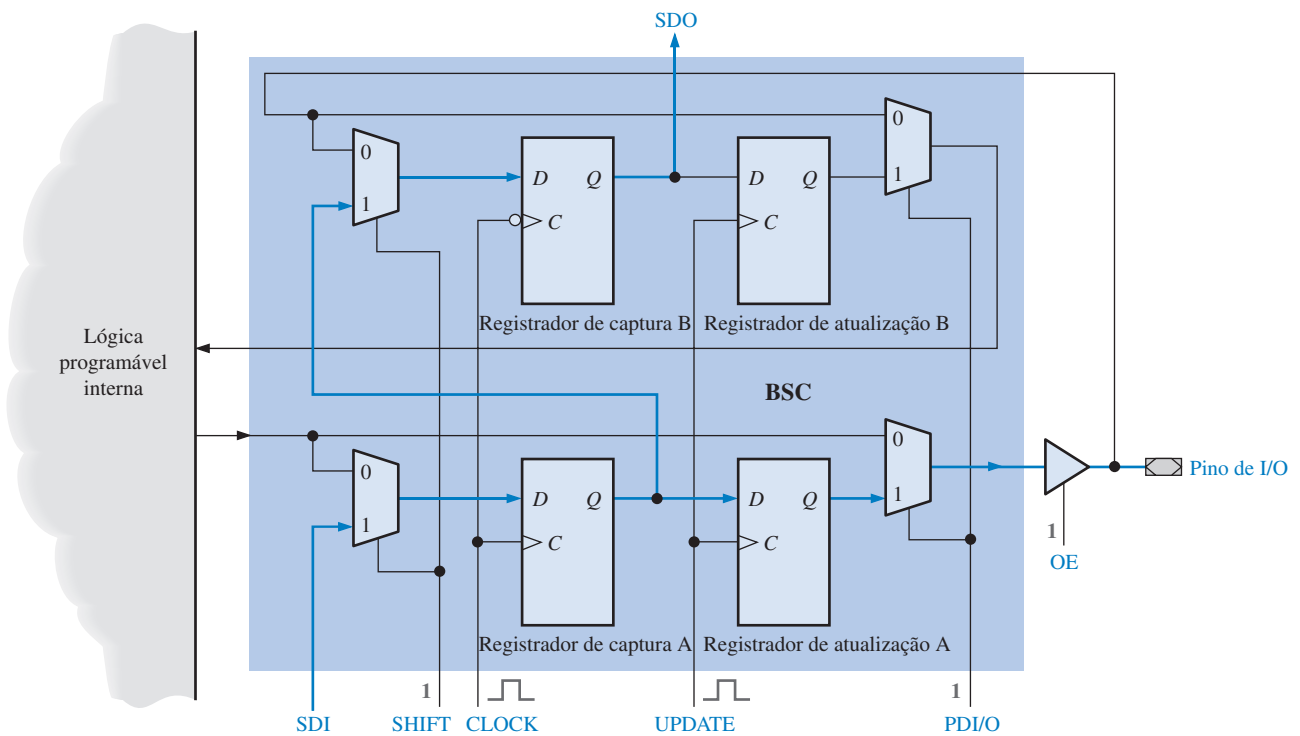 SDO
0
1
D Q
C
0
1
Registrador de captura B
D Q
C
Registrador de atualização B
Lógica
programável
interna
BSC
0
1
D Q
C
Registrador de captura A
D Q
C
Registrador de atualização A
0
1
Pino de I/O
1
OE
1
1
SDI
SHIFT
CLOCK
UPDATE
PDI/O